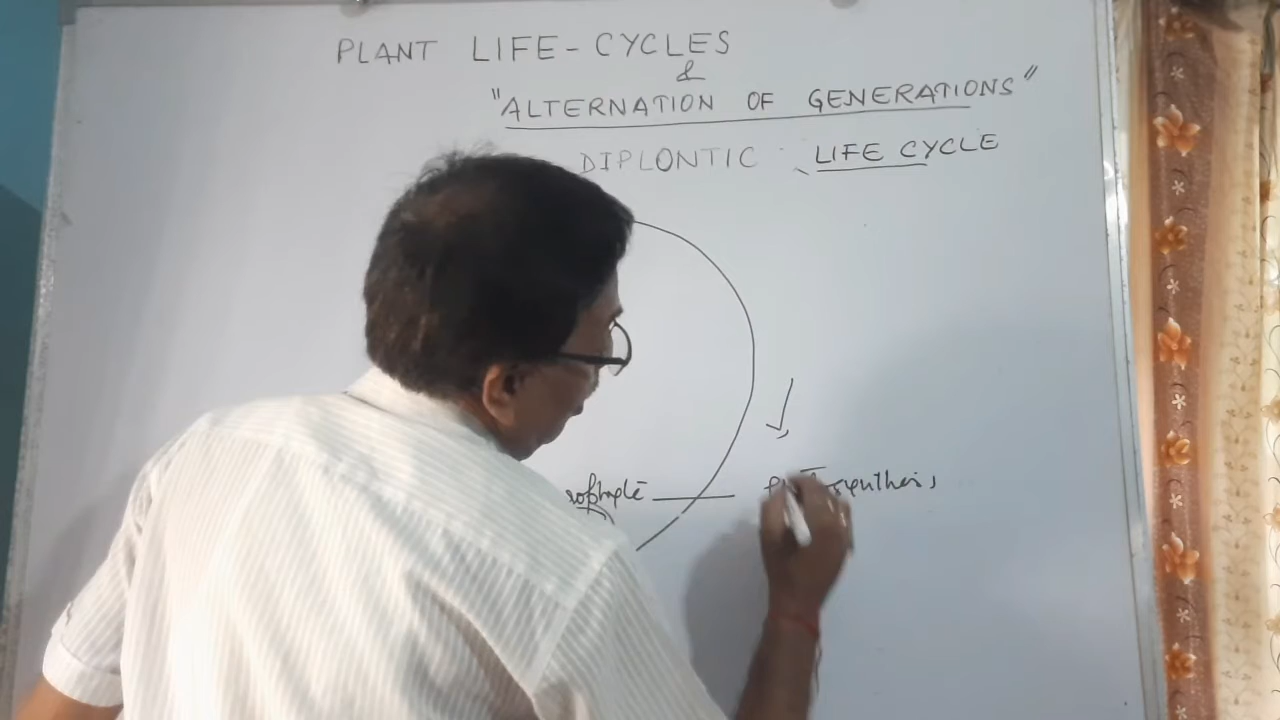 PLANT LIFE-CYCLES
&
"ALTERNATION OF GENERATIONS"
DIPLONTIC LIFE CYCLE